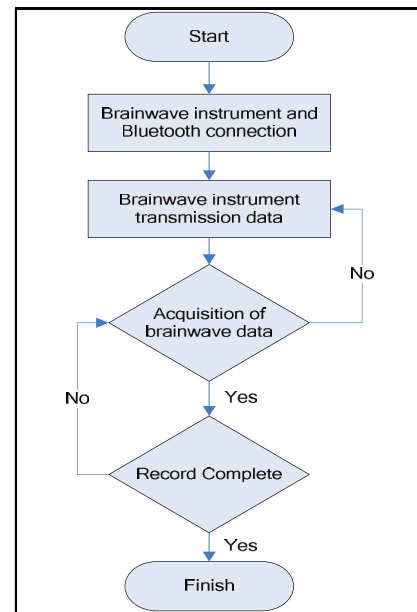 Start
Brainwave instrument and
Bluetooth connection
Brainwave instrument
transmission data
No
Acquisition of
brainwave data
No
Yes
Record Complete
Yes
Finish